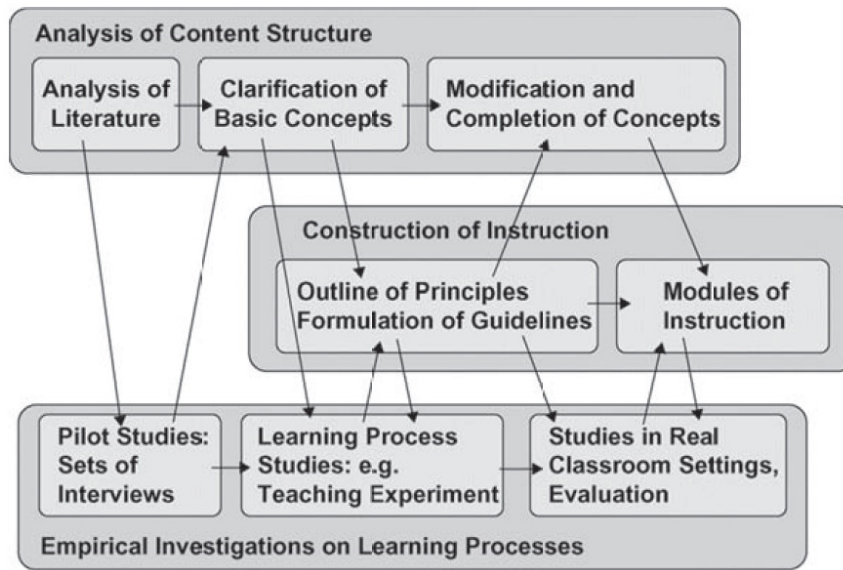 Analysis of Content Structure
Analysis of
Literature
Clarification of
Basic Concepts
Modification and
Completion of Concepts
Construction of Instruction
Outline of Principles
Formulation of Guidelines
Modules of
Instruction
Pilot Studies:
Sets of
Interviews
Learning Process
Studies: e.g.
Teaching Experiment
Studies in Real
Classroom Settings,
Evaluation
Empirical Investigations on Learning Processes